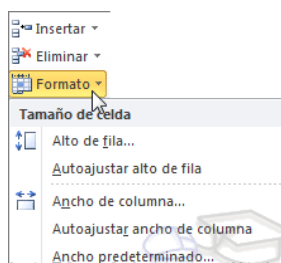 Insertar
Eliminar
Formato
Tamaño de celda
Alto de fila...
Autoajustar alto de fila
Ancho de columna...
Autoajustar ancho de columna
Ancho predeterminado...